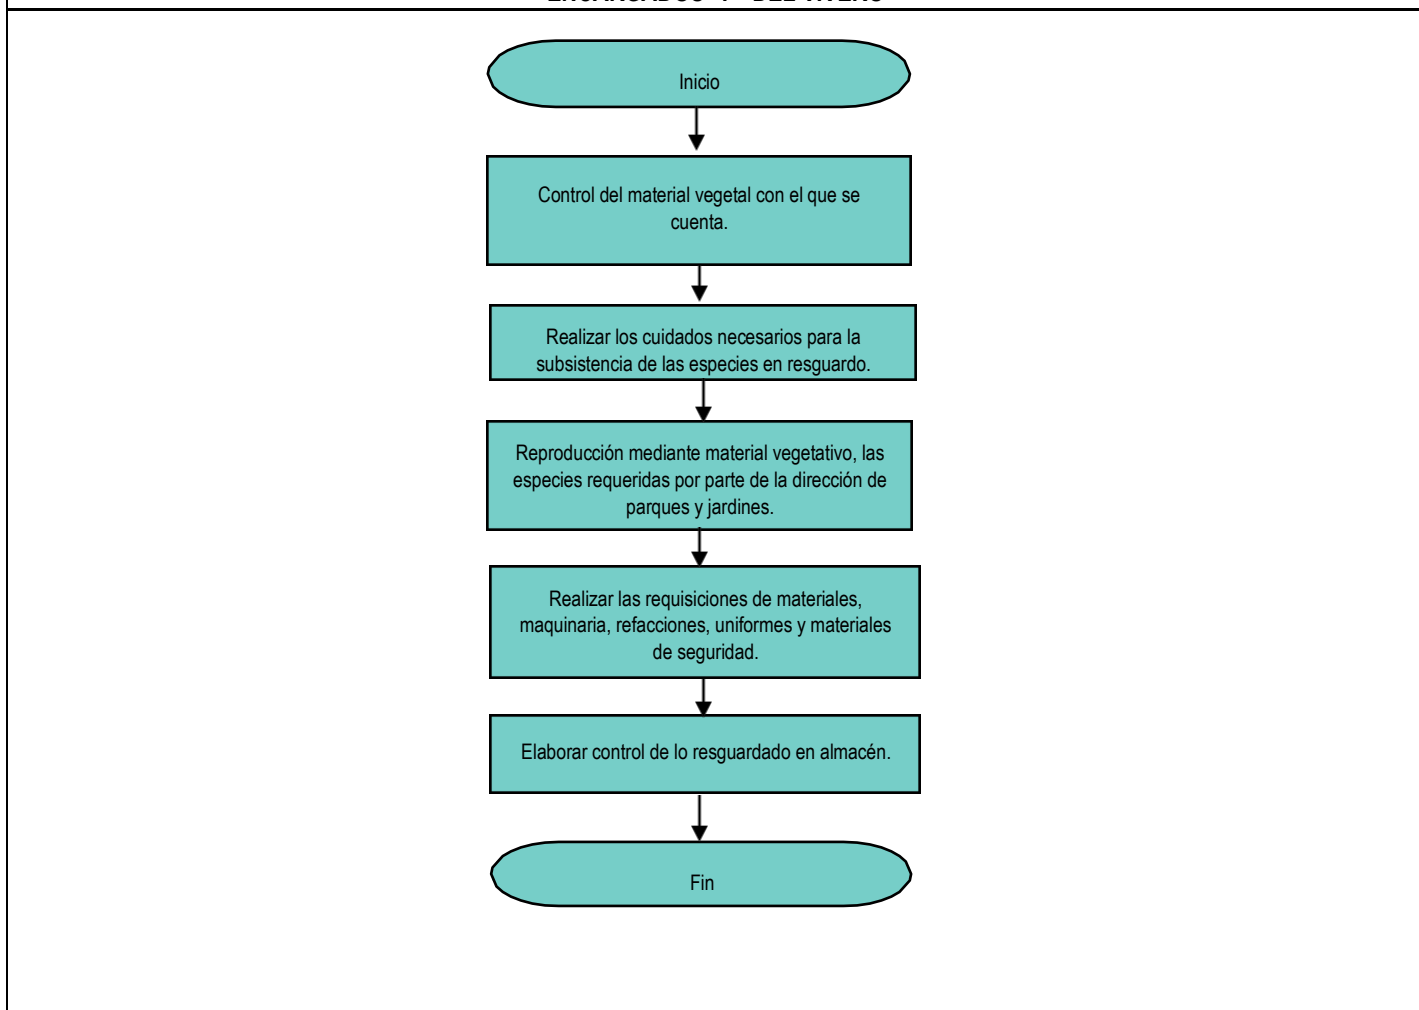 Inicio
Control del material vegetal con el que se
cuenta.
Realizar los cuidados necesarios para la
subsistencia de las especies en resguardo.
Reproducción mediante material vegetativo, las
especies requeridas por parte de la dirección de
parques y jardines.
Realizar las requisiciones de materiales,
maquinaria, refacciones, uniformes y materiales
de seguridad.
Elaborar control de lo resguardado en almacén.
Fin